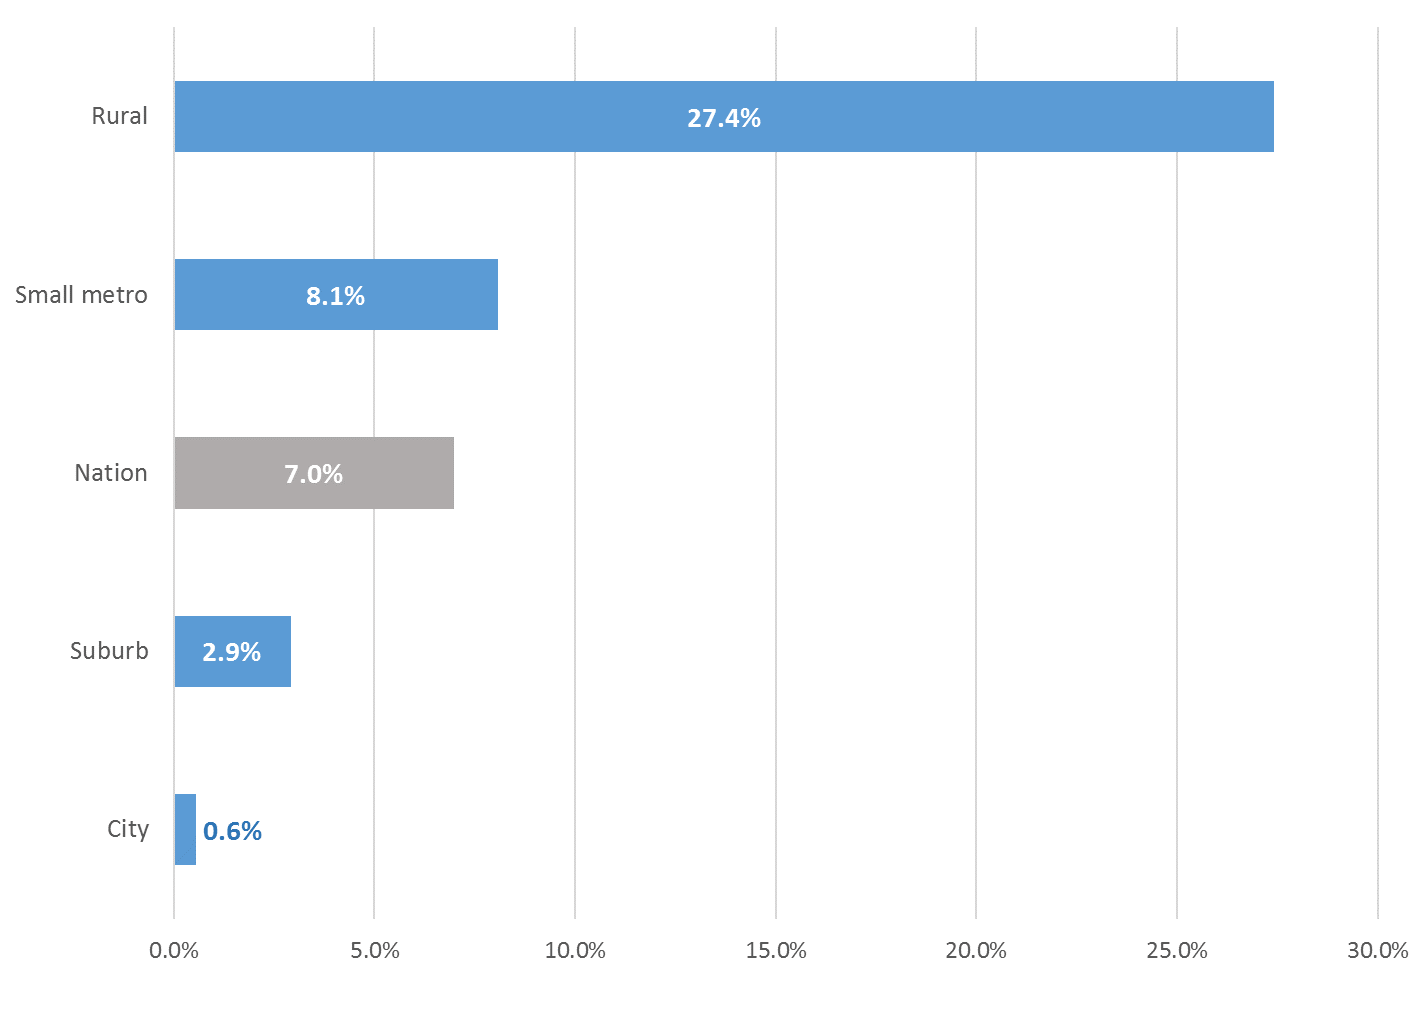 Rural
27.4%
Small metro
8.1%
Nation
7.0%
Suburb
2.9%
City
0.6%
0.0% 5.0% 10.0% 15.0% 20.0% 25.0% 30.0%